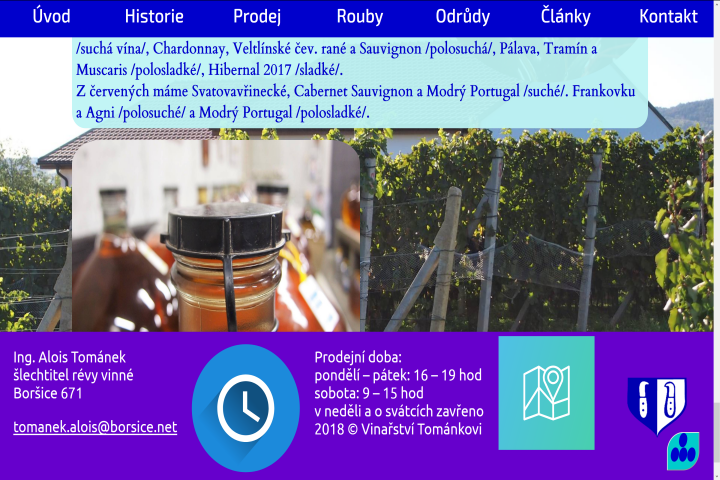 Úvod Historie Prodej Rouby Odrůdy Články Kontakt
/suchá vína/, Chardonnay, Veltlínské čev. rané a Sauvignon /polosuchá/, Pálava, Tramín a
Muscaris /polosladké/, Hibernal 2017 /sladké/.
Z červených máme Svatovavřinecké, Cabernet Sauvignon a Modrý Portugal /suché/. Frankovku
a Agni /polosuché/ a Modrý Portugal /polosladké/.
Ing. Alois Tománek
šlechtitel révy vinné
Boršice 671
tomanek.alois@borsice.net
Prodejní doba:
pondělí – pátek: 16 – 19 hod
sobota: 9 – 15 hod
v neděli a o svátcích zavřeno
2018 © Vinařství Tománkovi